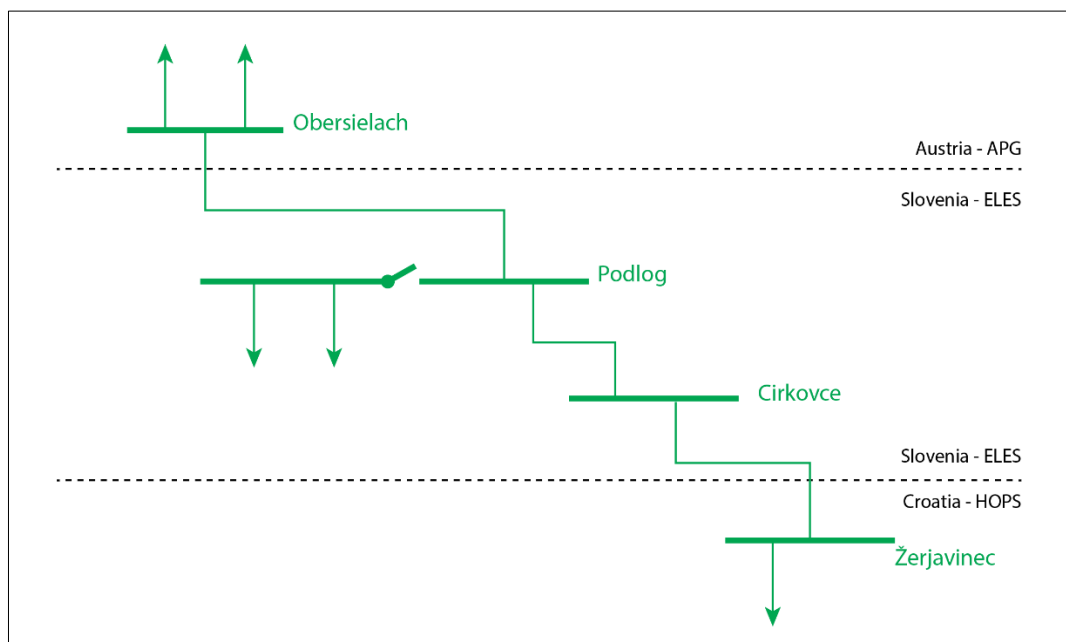 Obersielach
Austria - APG
Slovenia - ELES
Podlog
Cirkovce
Slovenia - ELES
Croatia - HOPS
Žerjavinec